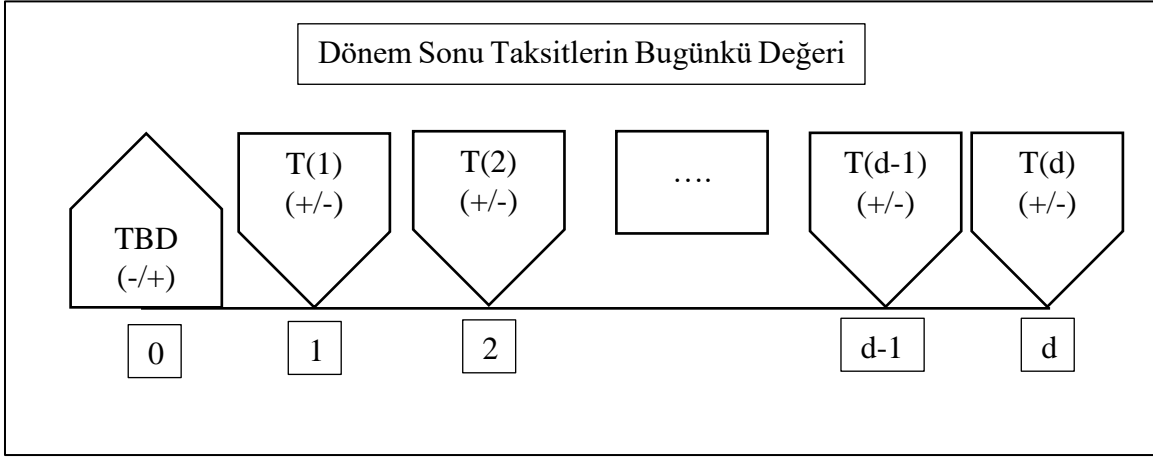 Dönem Sonu Taksitlerin Bugünkü Değeri
TBD
(-/+)
T(1)
(+/-)
T(2)
(+/-)
….
T(d-1)
(+/-)
T(d)
(+/-)
0
1
2
d-1
d